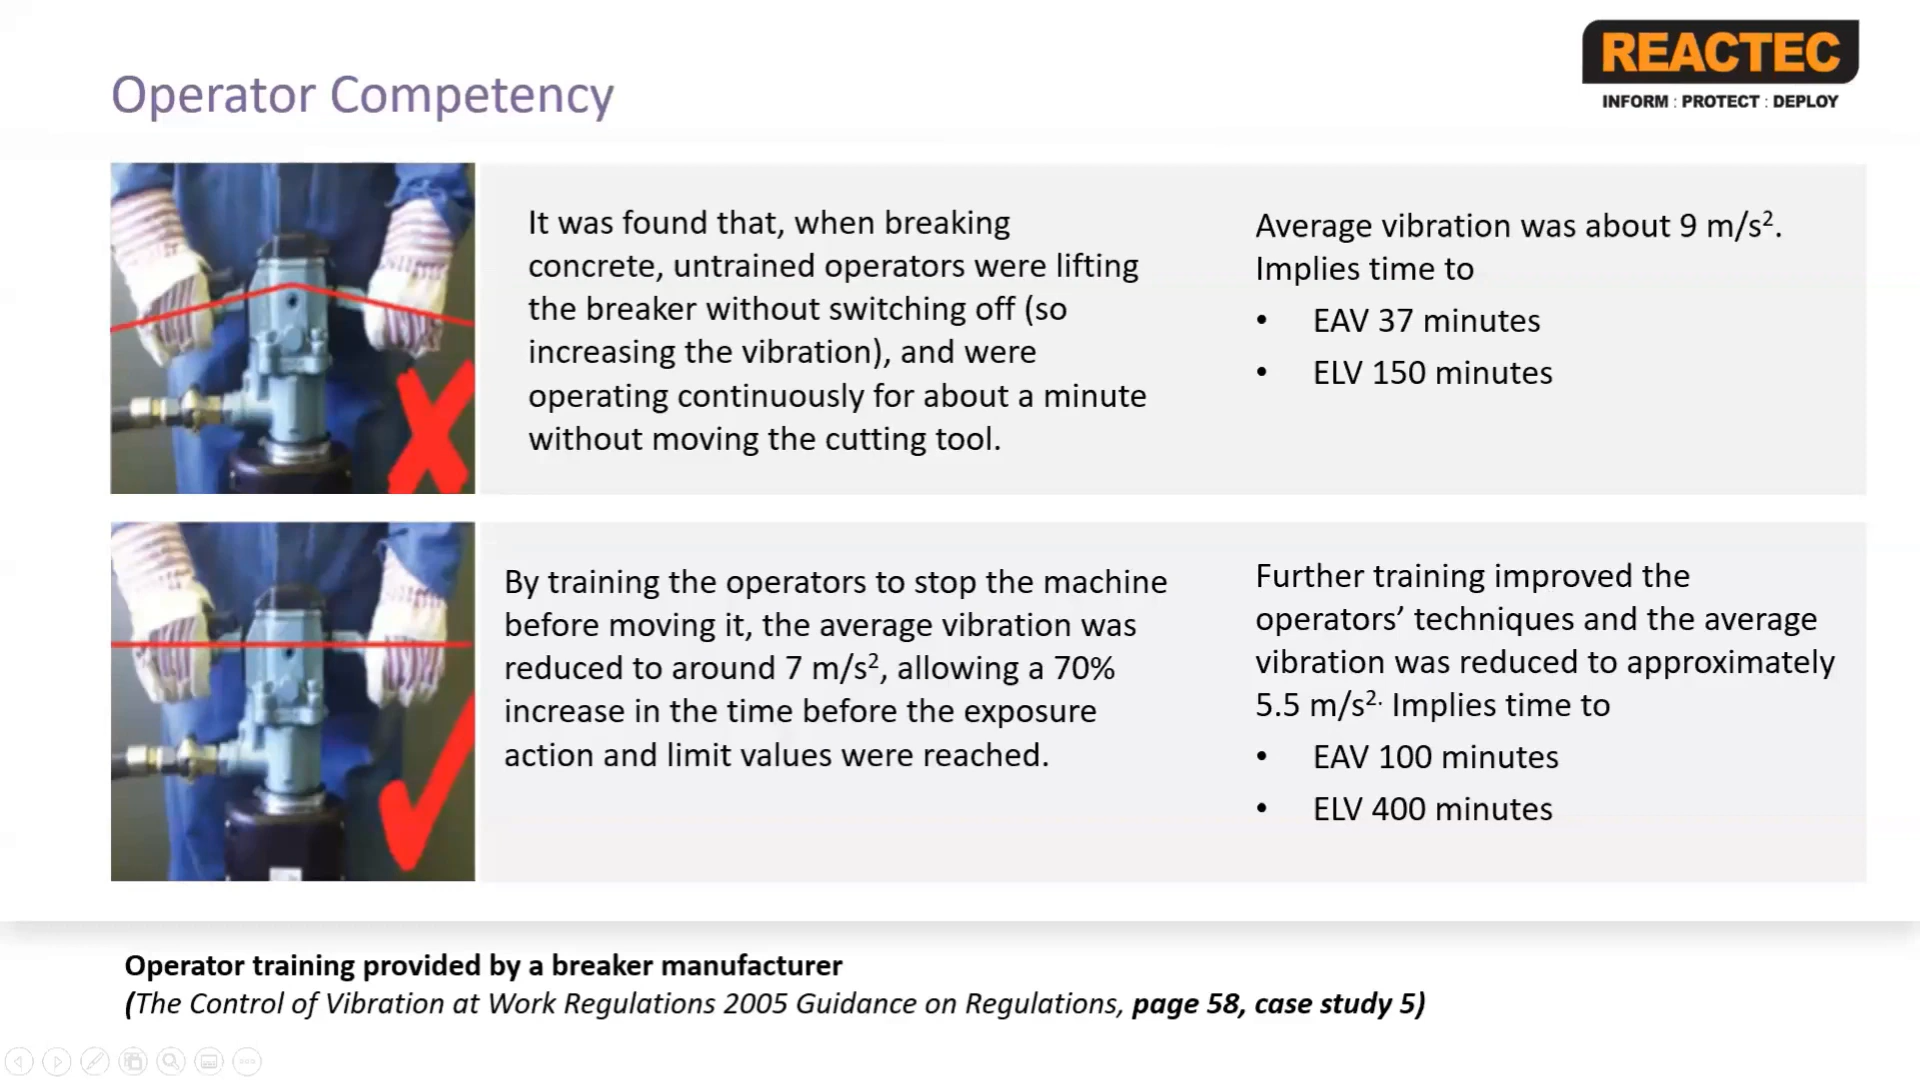 REACTEC
INFORM : PROTECT : DEPLOY
Operator Competency
It was found that, when breaking
concrete, untrained operators were lifting
the breaker without switching off (so
increasing the vibration), and were
operating continuously for about a minute
without moving the cutting tool.
Average vibration was about 9 m/s².
Implies time to
• EAV 37 minutes
• ELV 150 minutes
By training the operators to stop the machine
before moving it, the average vibration was
reduced to around 7 m/s², allowing a 70%
increase in the time before the exposure
action and limit values were reached.
Further training improved the
operators’ techniques and the average
vibration was reduced to approximately
5.5 m/s². Implies time to
• EAV 100 minutes
• ELV 400 minutes
Operator training provided by a breaker manufacturer
(The Control of Vibration at Work Regulations 2005 Guidance on Regulations, page 58, case study 5)